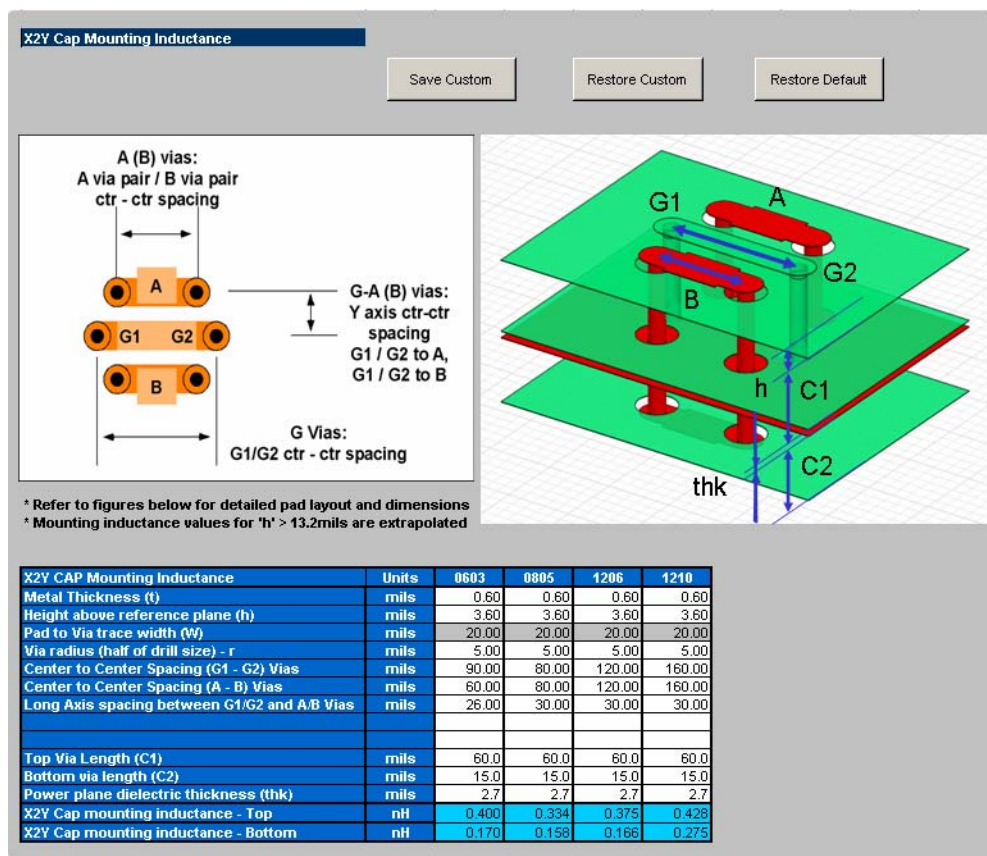 X2Y Cap Mounting Inductance
Save Custom
Restore Custom
Restore Default
A (B) vias:
A via pair / B via pair
ctr - ctr spacing
A
G1
G2
B
G-A (B) vias:
Y axis ctr-ctr
spacing
G1 / G2 to A,
G1 / G2 to B
G Vias:
G1/G2 ctr - ctr spacing
G1
A
G2
B
h
C1
C2
thk
* Refer to figures below for detailed pad layout and dimensions
* Mounting inductance values for 'h' > 13.2mils are extrapolated
X2Y CAP Mounting Inductance Units 0603 0805 1206 1210
Metal Thickness (t) mils 0.60 0.60 0.60 0.60
Height above reference plane (h) mils 3.60 3.60 3.60 3.60
Pad to Via trace width (W) mils 20.00 20.00 20.00 20.00
Via radius (half of drill size) - r mils 5.00 5.00 5.00 5.00
Center to Center Spacing (G1 - G2) Vias mils 90.00 80.00 120.00 160.00
Center to Center Spacing (A - B) Vias mils 60.00 80.00 120.00 160.00
Long Axis spacing between G1/G2 and A/B Vias mils 26.00 30.00 30.00 30.00
Top Via Length (C1) mils 60.0 60.0 60.0 60.0
Bottom via length (C2) mils 15.0 15.0 15.0 15.0
Power plane dielectric thickness (thk) mils 2.7 2.7 2.7 2.7
X2Y Cap mounting inductance - Top nH 0.400 0.334 0.375 0.428
X2Y Cap mounting inductance - Bottom nH 0.170 0.158 0.166 0.275